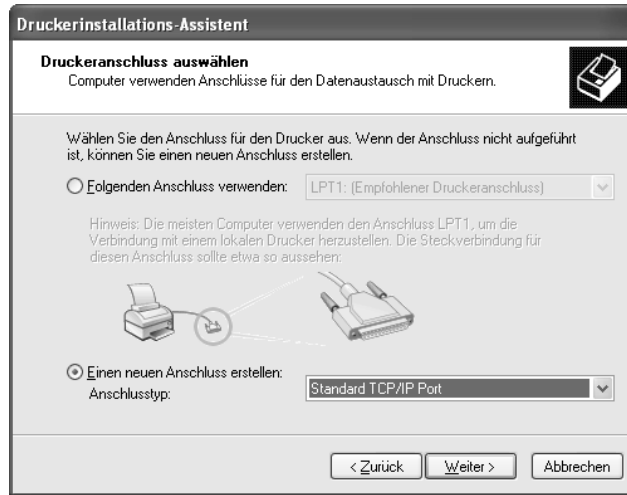 Druckerinstallations-Assistent
Druckeranschluss auswählen
Computer verwenden Anschlüsse für den Datenaustausch mit Druckern.
Wählen Sie den Anschluss für den Drucker aus. Wenn der Anschluss nicht aufgeführt
ist, können Sie einen neuen Anschluss erstellen.
Folgenden Anschluss verwenden: LPT1: (Empfohlener Druckeranschluss)
Hinweis: Die meisten Computer verwenden den Anschluss LPT1, um die
Verbindung mit einem lokalen Drucker herzustellen. Die Steckverbindung für
diesen Anschluss sollte etwa so aussehen:
Einen neuen Anschluss erstellen:
Anschlusstyp: Standard TCP/IP Port
< Zurück Weiter > Abbrechen